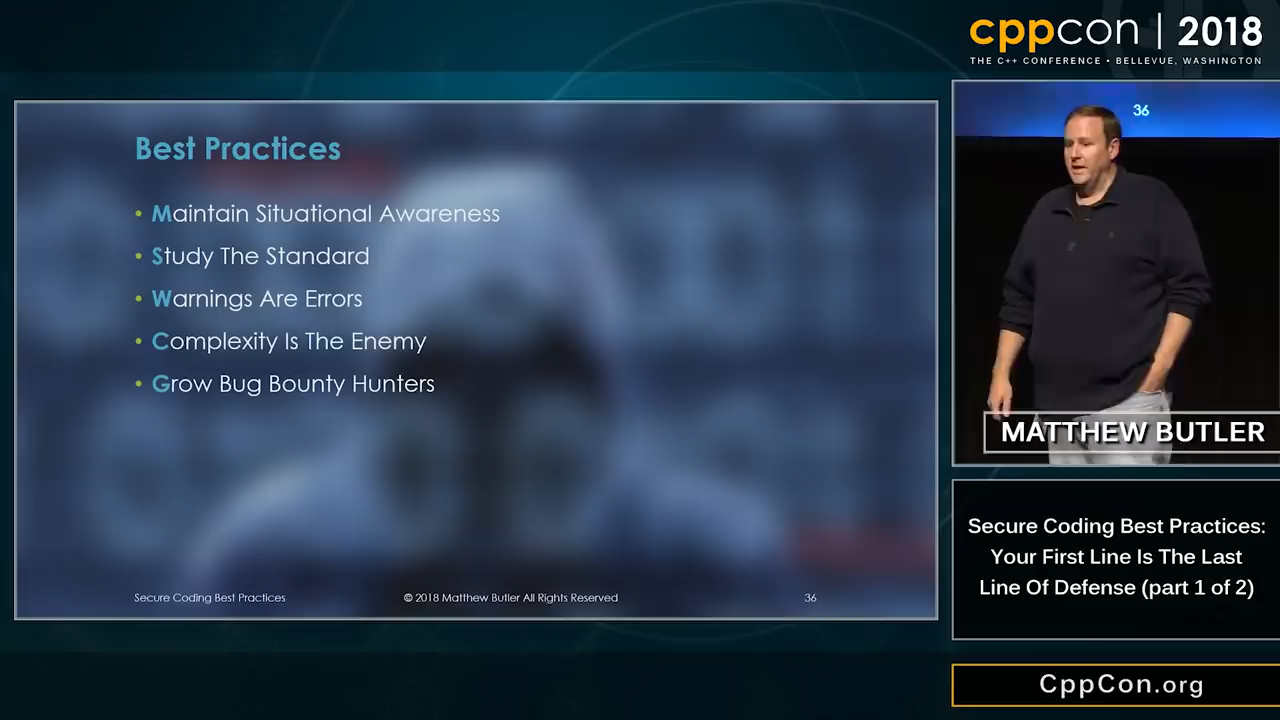 cppcon | 2018
THE C++ CONFERENCE • BELLEVUE, WASHINGTON
Best Practices
• Maintain Situational Awareness
• Study The Standard
• Warnings Are Errors
• Complexity Is The Enemy
• Grow Bug Bounty Hunters
Secure Coding Best Practices
© 2018 Matthew Butler All Rights Reserved
36
36
MATTHEW BUTLER
Secure Coding Best Practices:
Your First Line Is The Last
Line Of Defense (part 1 of 2)
CppCon.org